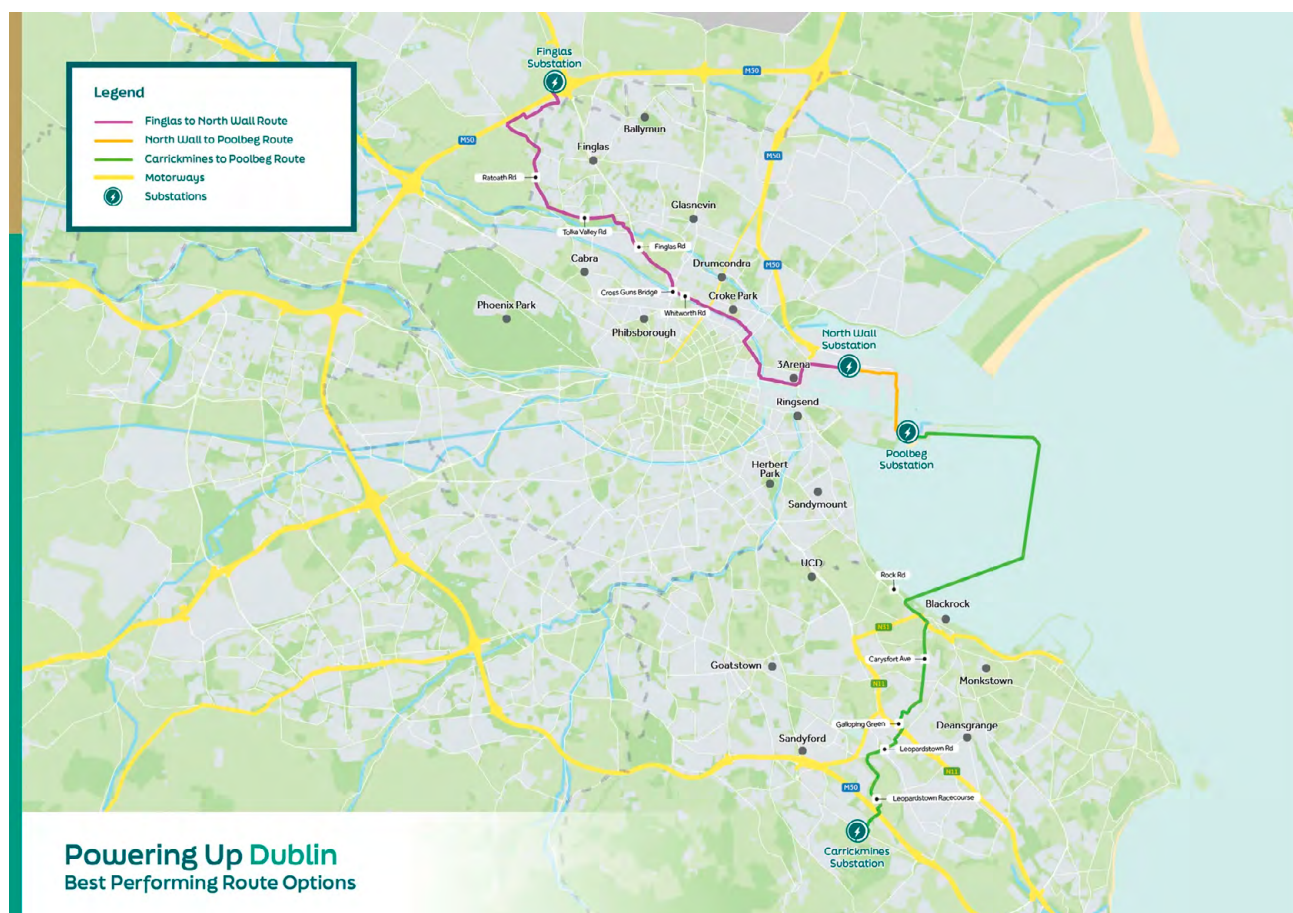 Legend
Finglas to North Wall Route
North Wall to Poolbeg Route
Carrickmines to Poolbeg Route
Motorways
Substations
Finglas
Substation
M50
M50
Ballymun
Finglas
M50
Ratoath Rd
Glasnevin
Tolka Valley Rd
Finglas Rd
Cabra
Drumcondra
M50
Cross Guns Bridge
Croke Park
Phoenix Park
Whitworth Rd
Phibsborough
North Wall
Substation
3Arena
Ringsend
Poolbeg
Substation
Herbert
Park
Sandymount
UCD
Rock Rd
Blackrock
N31
Carysfort Ave
Goatstown
Monkstown
N31
Galloping Green
Deansgrange
Sandyford
Leopardstown Rd
N11
M50
Leopardstown Racecourse
Carrickmines
Substation
Powering Up Dublin
Best Performing Route Options